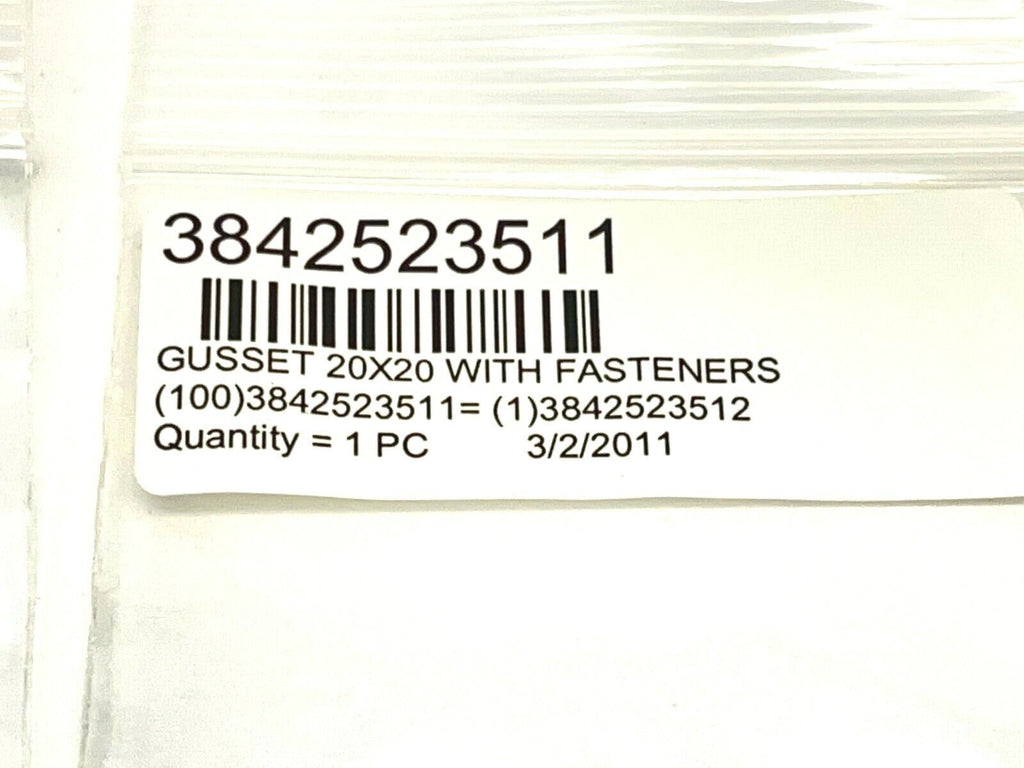 3842523511
GUSSET 20X20 WITH FASTENERS
(100)3842523511= (1)3842523512
Quantity = 1 PC 3/2/2011